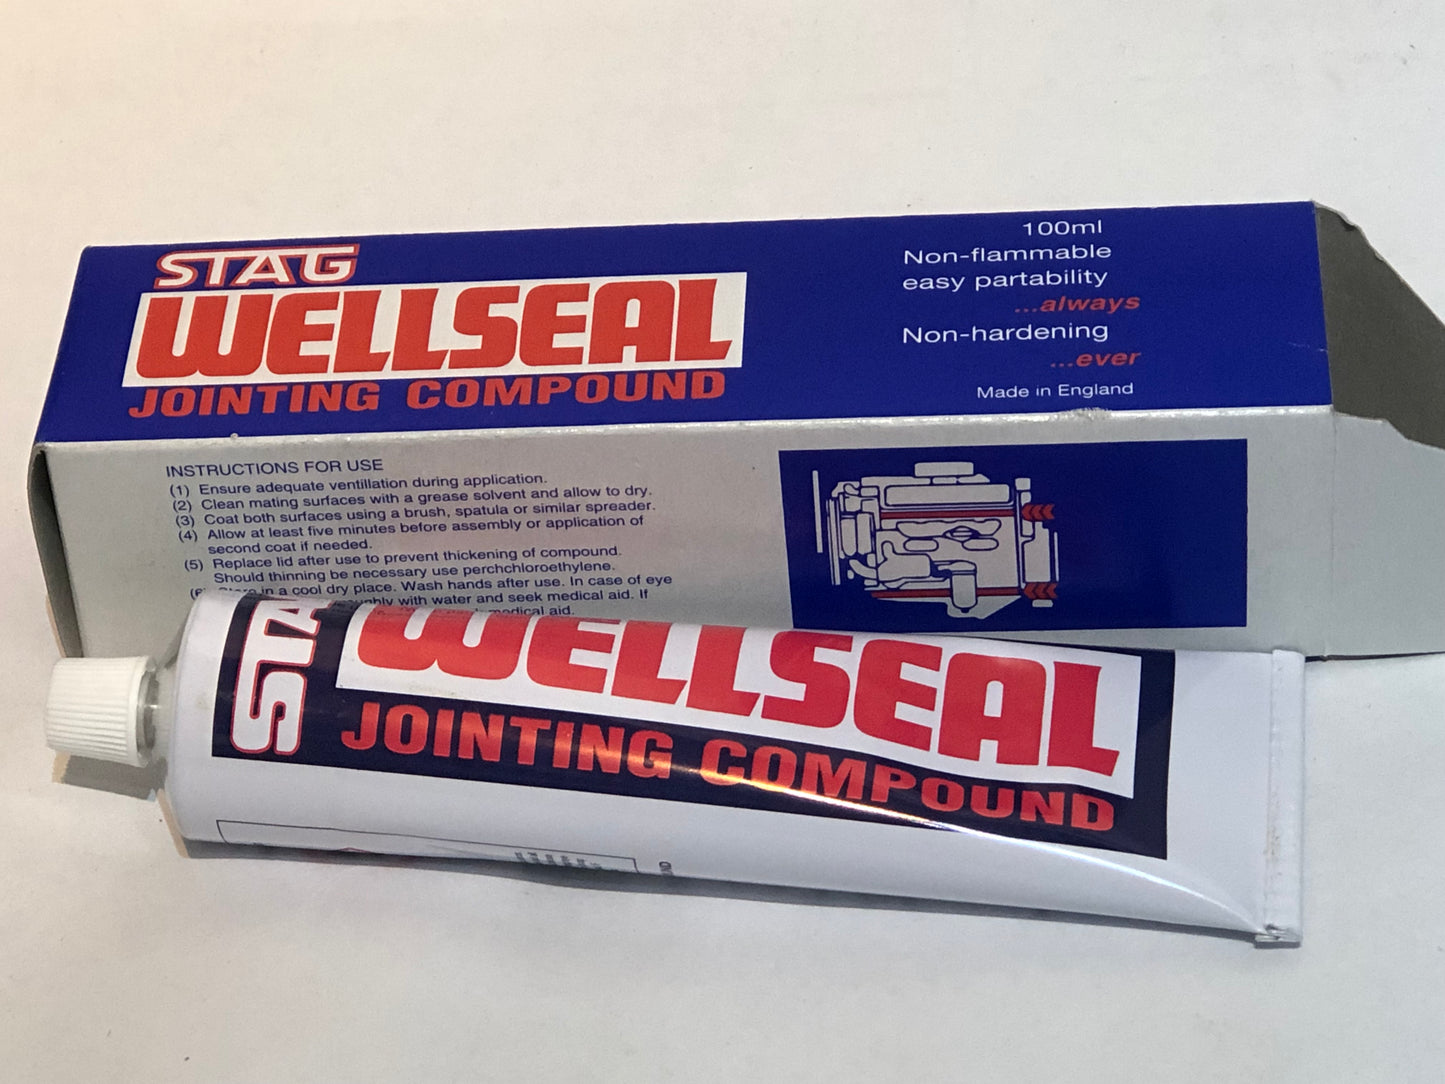 STAG
WELLSEAL
JOINTING COMPOUND
100ml
Non-flammable
easy partability
...always
Non-hardening
...ever
Made in England
INSTRUCTIONS FOR USE
(1) Ensure adequate ventillation during application.
(2) Clean mating surfaces with a grease solvent and allow to dry.
(3) Coat both surfaces using a brush, spatula or similar spreader.
(4) Allow at least five minutes before assembly or application of
second coat if needed.
(5) Replace lid after use to prevent thickening of compound.
Should thinning be necessary use perchchloroethylene.
in a cool dry place. Wash hands after use. In case of eye
with water and seek medical aid. If
medical aid.
STA
WELLSEAL
JOINTING COMPOUND